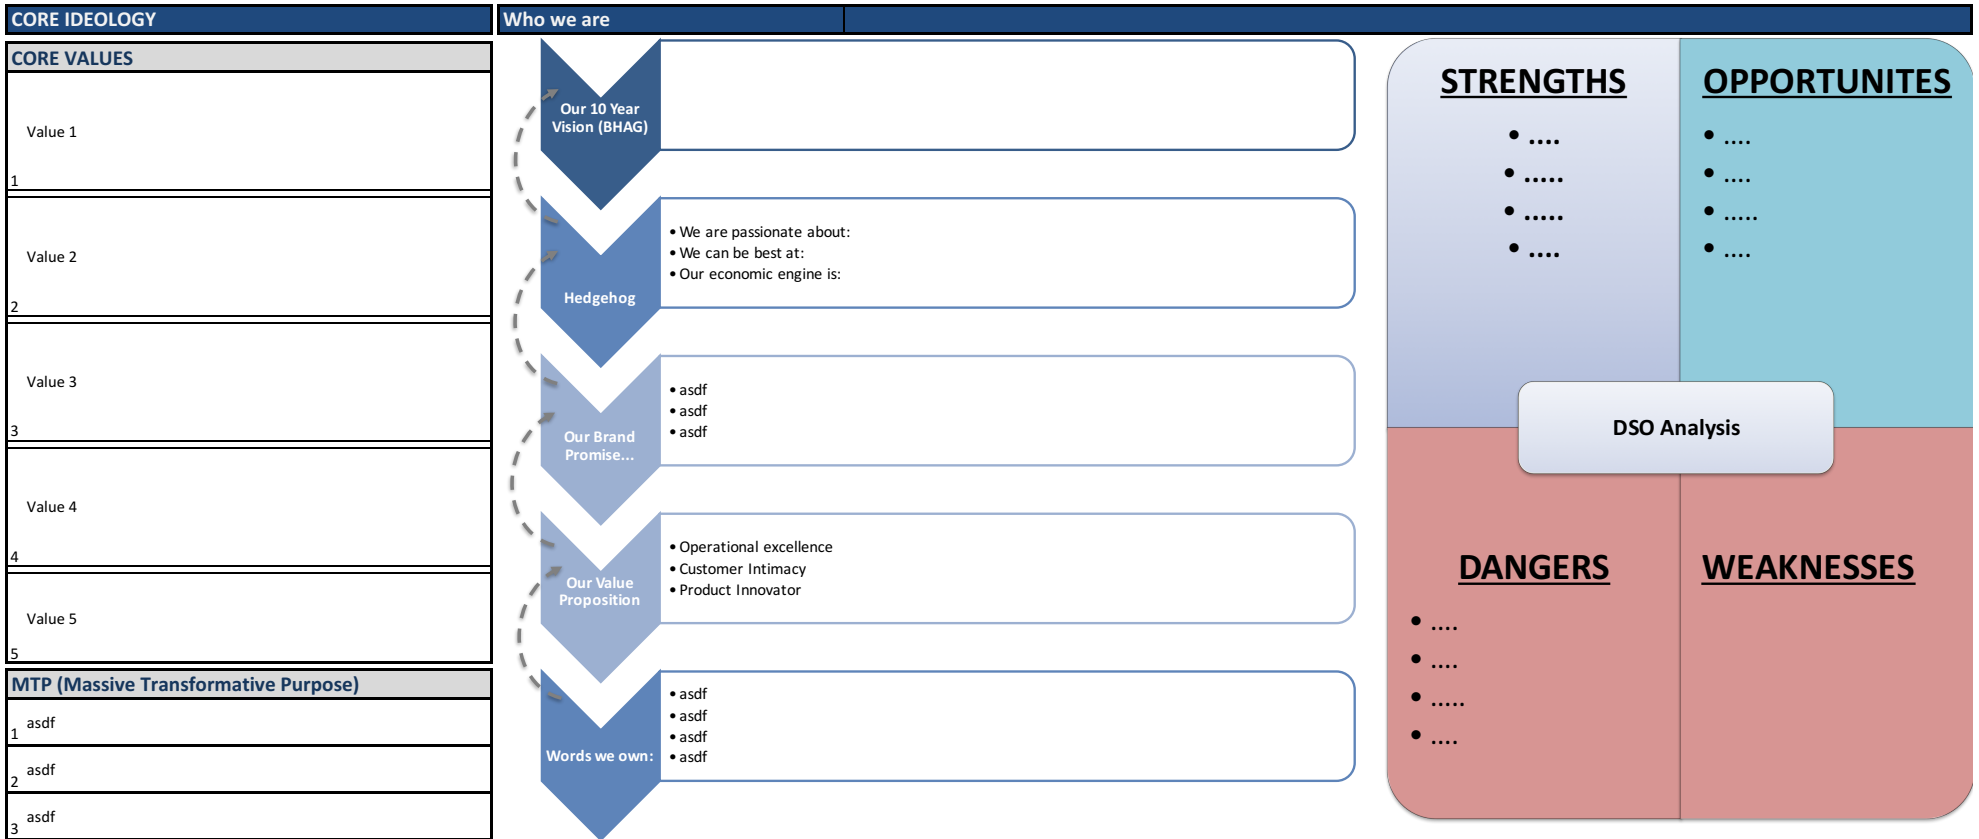 CORE IDEOLOGY
CORE VALUES
Value 1
1
Value 2
2
Value 3
3
Value 4
4
Value 5
5
MTP (Massive Transformative Purpose)
asdf
1
asdf
2
asdf
3
Who we are
Our 10 Year
Vision (BHAG)
Hedgehog
• We are passionate about:
• We can be best at:
• Our economic engine is:
Our Brand
Promise...
• asdf
• asdf
• asdf
Our Value
Proposition
• Operational excellence
• Customer Intimacy
• Product Innovator
Words we own:
• asdf
• asdf
• asdf
• asdf
STRENGTHS
• ....
• .....
• .....
• ....
OPPORTUNITES
• ....
• ....
• .....
• ....
DSO Analysis
DANGERS
• ....
• ....
• .....
• ....
WEAKNESSES